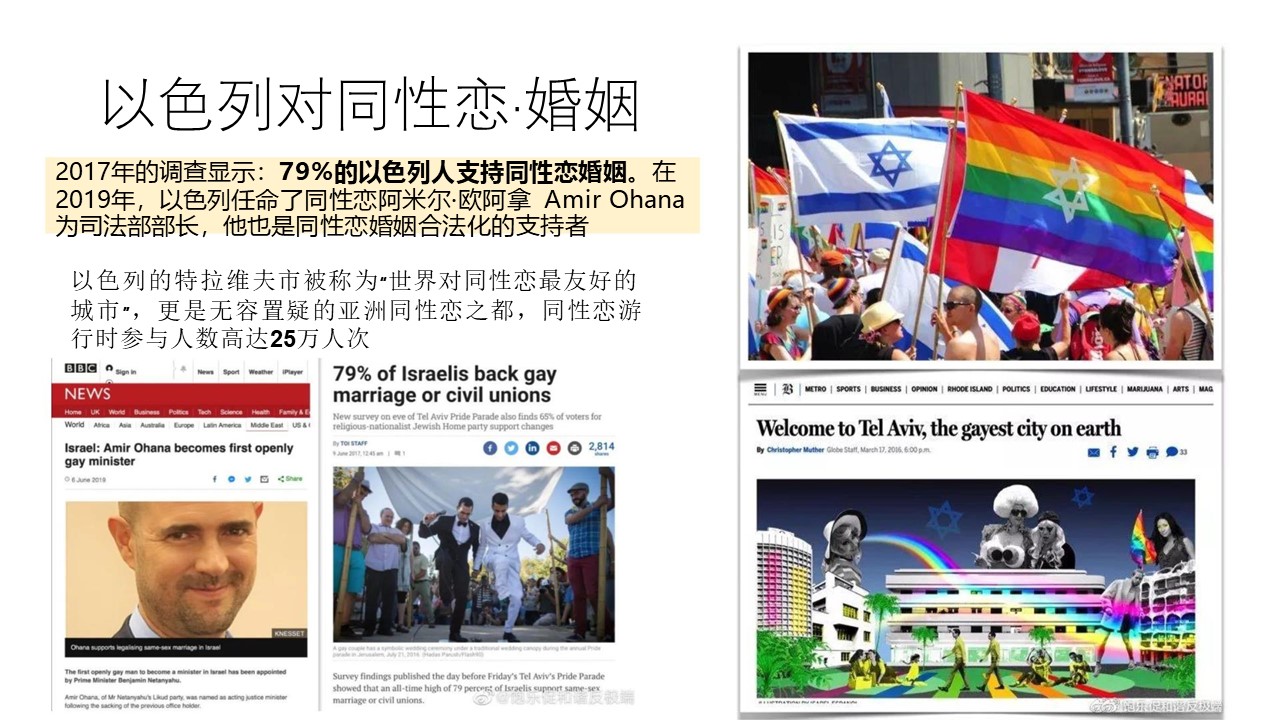 以色列对同性恋·婚姻
2017年的调查显示：79%的以色列人支持同性恋婚姻。在
2019年，以色列任命了同性恋阿米尔·欧阿拿 Amir Ohana
为司法部部长，他也是同性恋婚姻合法化的支持者
以色列的特拉维夫市被称为“世界对同性恋最友好的
城市”，更是无容置疑的亚洲同性恋之都，同性恋游
行时参与人数高达25万人次
BBC Sign in News Sport Weather iPlayer
NEWS
Home UK World Business Politics Tech Science Health Family & E
World Africa Asia Australia Europe Latin America Middle East US &
Israel: Amir Ohana becomes first openly
gay minister
6 June 2019 Share
KNESSET
Ohana supports legalising same-sex marriage in Israel
The first openly gay man to become a minister in Israel has been appointed
by Prime Minister Benjamin Netanyahu.
Amir Ohana, of Mr Netanyahu's Likud party, was named as acting justice minister
following the sacking of the previous office holder.
79% of Israelis back gay
marriage or civil unions
New survey on eve of Tel Aviv Pride Parade also finds 65% of voters for
religious-nationalist Jewish Home party support changes
By TOI STAFF
9 June 2017, 12:45 am 1
2,814
shares
A gay couple has a symbolic wedding ceremony under a traditional wedding canopy during the annual Pride
parade in Jerusalem, July 21, 2016. (Hadas Parush/Flash90)
Survey findings published the day before Friday's Tel Aviv's Pride Parade
showed that an all-time high of 79 percent of Israelis support same-sex
marriage or civil unions.
MENU B METRO SPORTS BUSINESS OPINION RHODE ISLAND POLITICS EDUCATION LIFESTYLE MARIJUANA ARTS MAG
Welcome to Tel Aviv, the gayest city on earth
By Christopher Muther Globe Staff, March 17, 2016, 6:00 p.m.
33